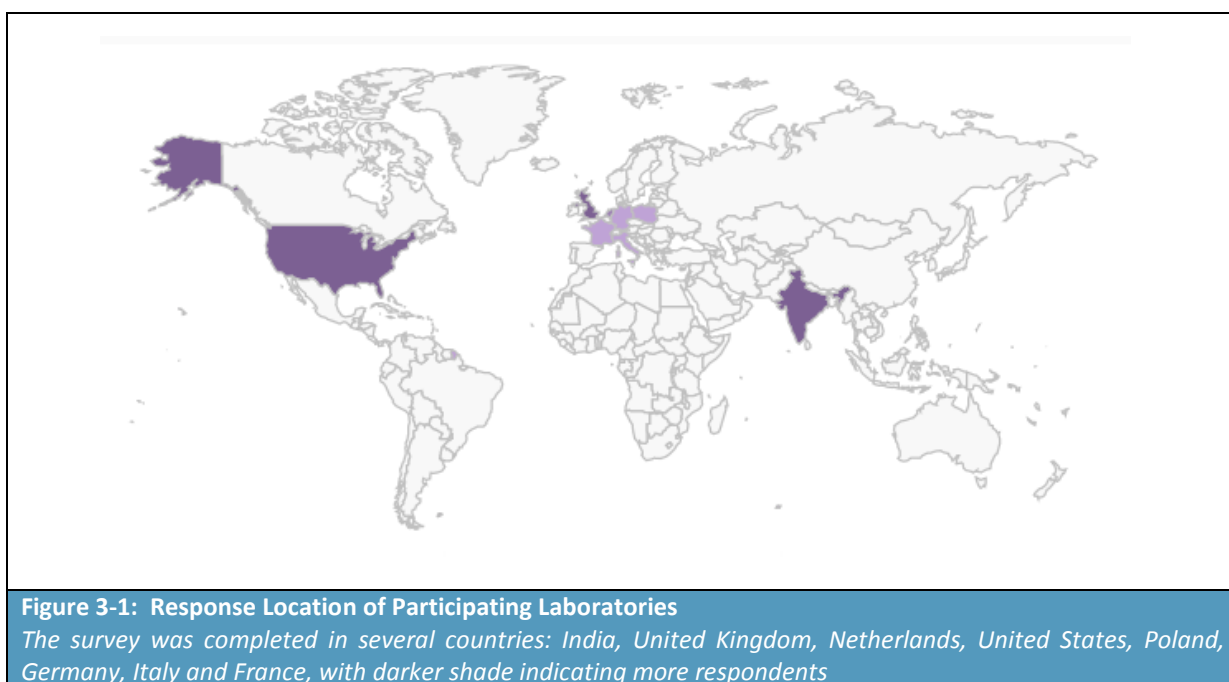 Figure 3-1: Response Location of Participating Laboratories
The survey was completed in several countries: India, United Kingdom, Netherlands, United States, Poland,
Germany, Italy and France, with darker shade indicating more respondents